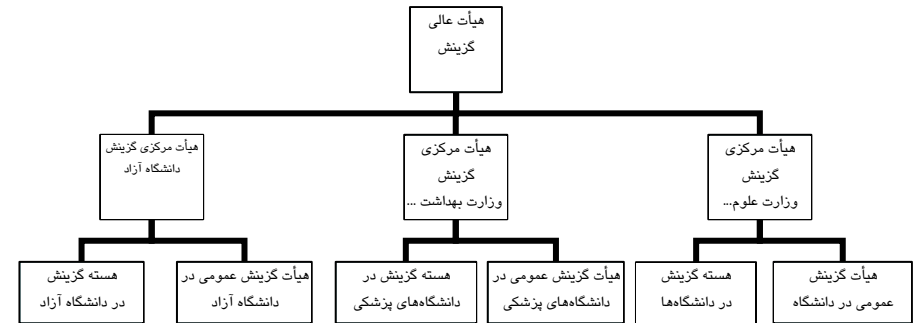 هیأت عالی
گزینش
هیأت مرکزی
گزینش
وزارت علوم...
هیأت مرکزی
گزینش
وزارت بهداشت ...
هیأت مرکزی گزینش
دانشگاه آزاد
هیأت گزینش
عمومی در دانشگاه
هسته گزینش
در دانشگاه‌ها
هیأت گزینش عمومی در
دانشگاه‌های پزشکی
هسته گزینش در
دانشگاه‌های پزشکی
هیأت گزینش عمومی در
دانشگاه آزاد
هسته گزینش
در دانشگاه آزاد